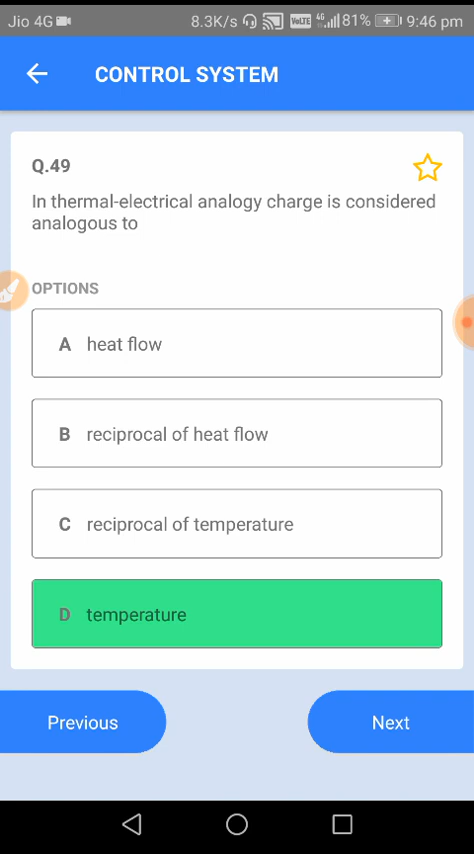 Jio 4G 8.3K/s VoLTE 4G 81% 9:46 pm
CONTROL SYSTEM
Q.49
In thermal-electrical analogy charge is considered
analogous to
OPTIONS
A heat flow
B reciprocal of heat flow
C reciprocal of temperature
D temperature
Previous Next